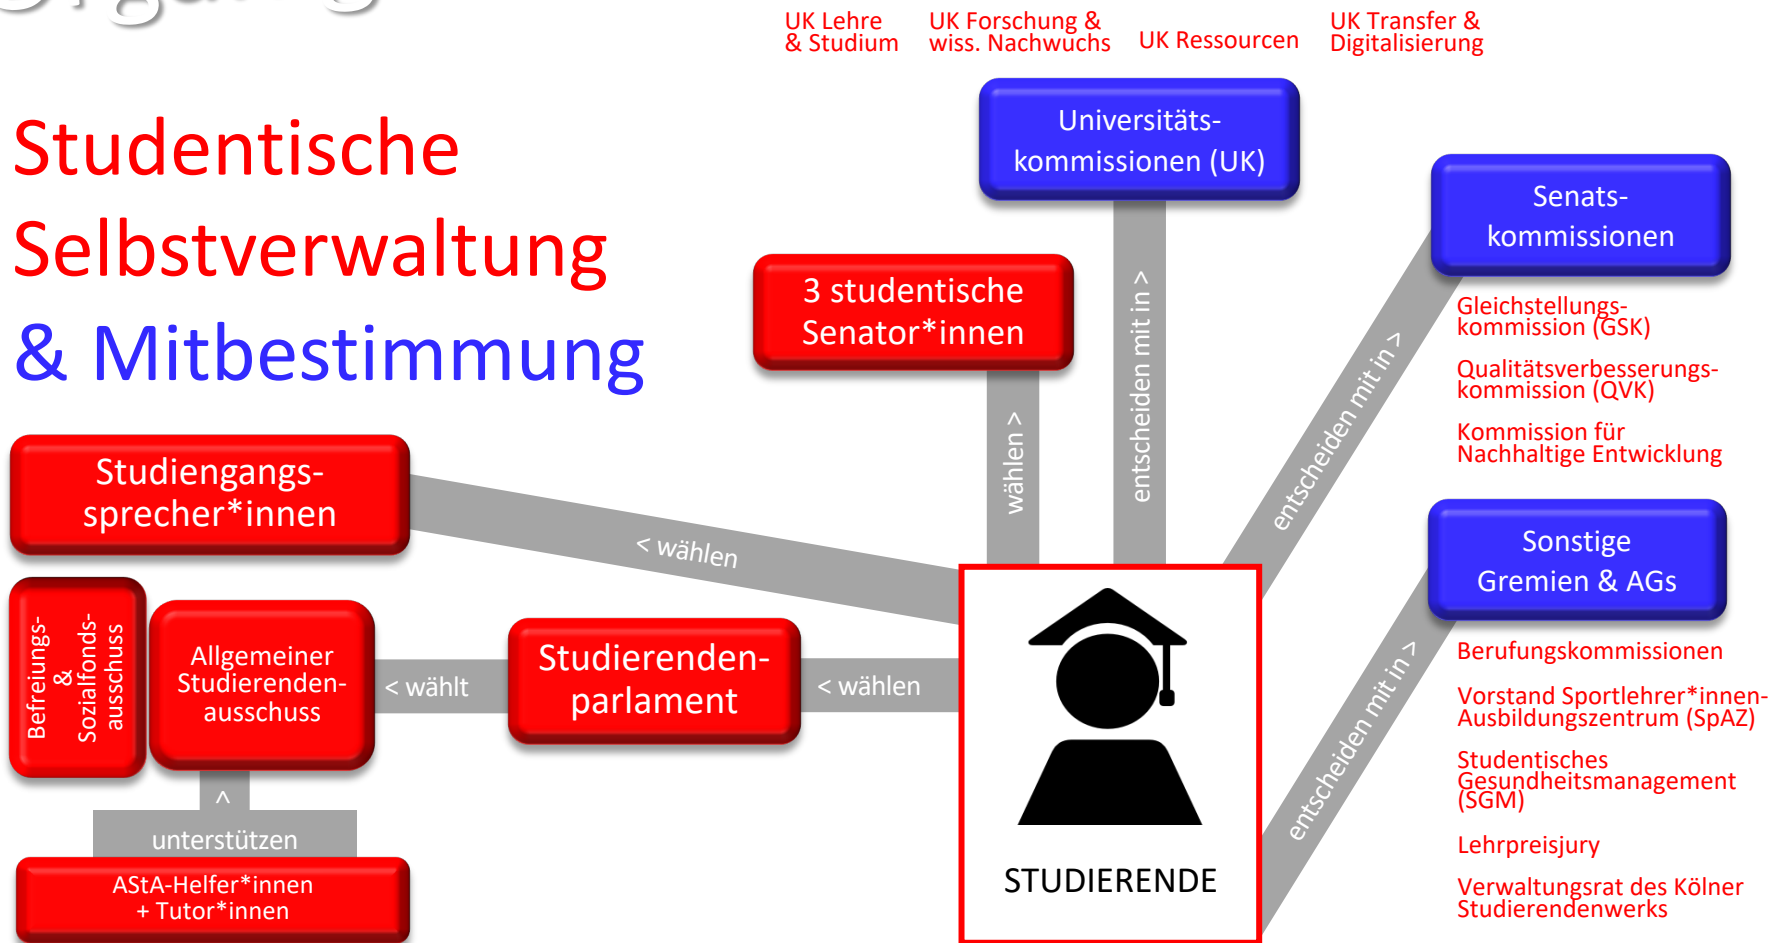 UK Lehre
& Studium
UK Forschung &
wiss. Nachwuchs
UK Ressourcen
UK Transfer &
Digitalisierung
Studentische
Selbstverwaltung
& Mitbestimmung
Universitäts-
kommissionen (UK)
Senats-
kommissionen
3 studentische
Senator*innen
Gleichstellungs-
kommission (GSK)
Qualitätsverbesserungs-
kommission (QVK)
Kommission für
Nachhaltige Entwicklung
wählen >
entscheiden mit in >
entscheiden mit in >
Studiengangs-
sprecher*innen
< wählen
Sonstige
Gremien & AGs
Befreiungs-
&
Sozialfonds-
ausschuss
Allgemeiner
Studierenden-
ausschuss
< wählt
Studierenden-
parlament
< wählen
entscheiden mit in >
Berufungskommissionen
Vorstand Sportlehrer*innen-
Ausbildungszentrum (SpAZ)
Studentisches
Gesundheitsmanagement
(SGM)
Lehrpreisjury
Verwaltungsrat des Kölner
Studierendenwerks
>
unterstützen
AStA-Helfer*innen
+ Tutor*innen
STUDIERENDE